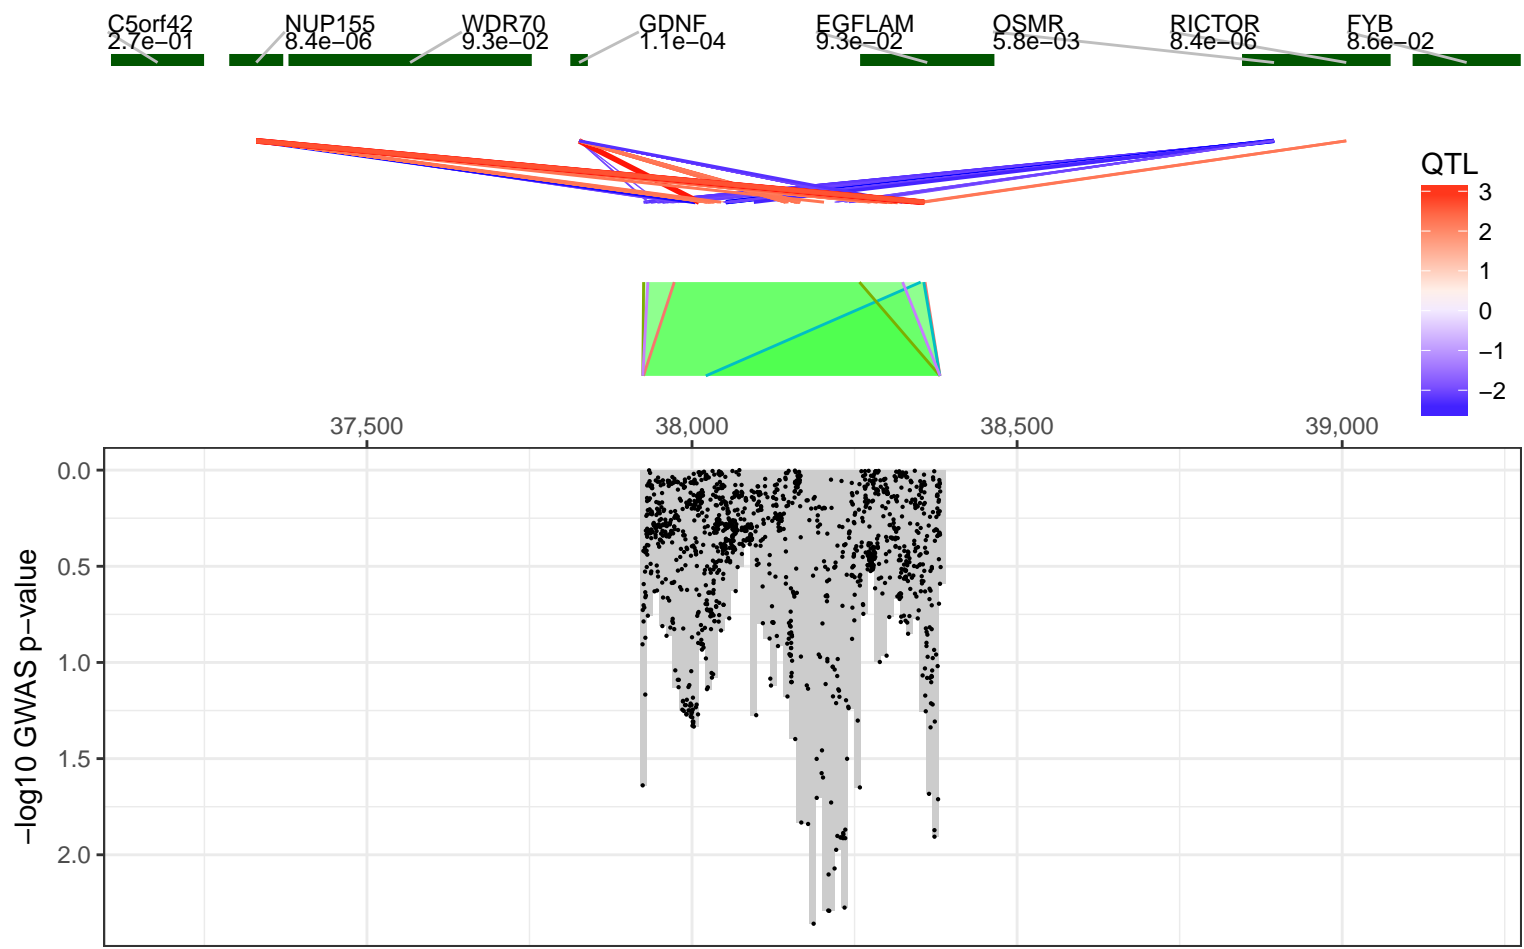 C5orf42 NUP155 WDR70 GDNF EGFLAM OSMR RICTOR FYB
2.7e−01 8.4e−06 9.3e−02 1.1e−04 9.3e−02 5.8e−03 8.4e−06 8.6e−02
QTL
3
2
1
0
−1
−2
37,500 38,000 38,500 39,000
0.0
0.5
1.0
1.5
2.0
−log10 GWAS p−value